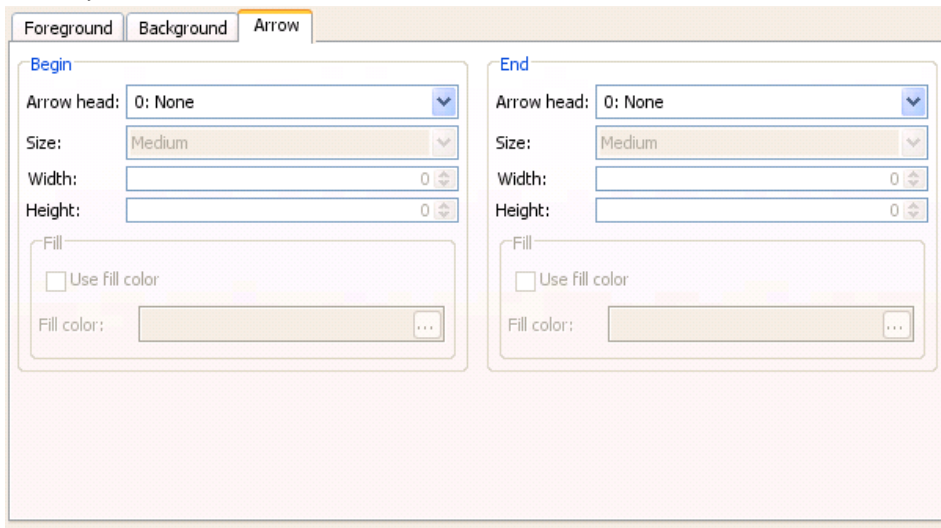 Foreground Background Arrow
Begin End
Arrow head: 0: None Arrow head: 0: None
Size: Medium Size: Medium
Width: 0 Width: 0
Height: 0 Height: 0
Fill Fill
Use fill color Use fill color
Fill color: ... Fill color: ...